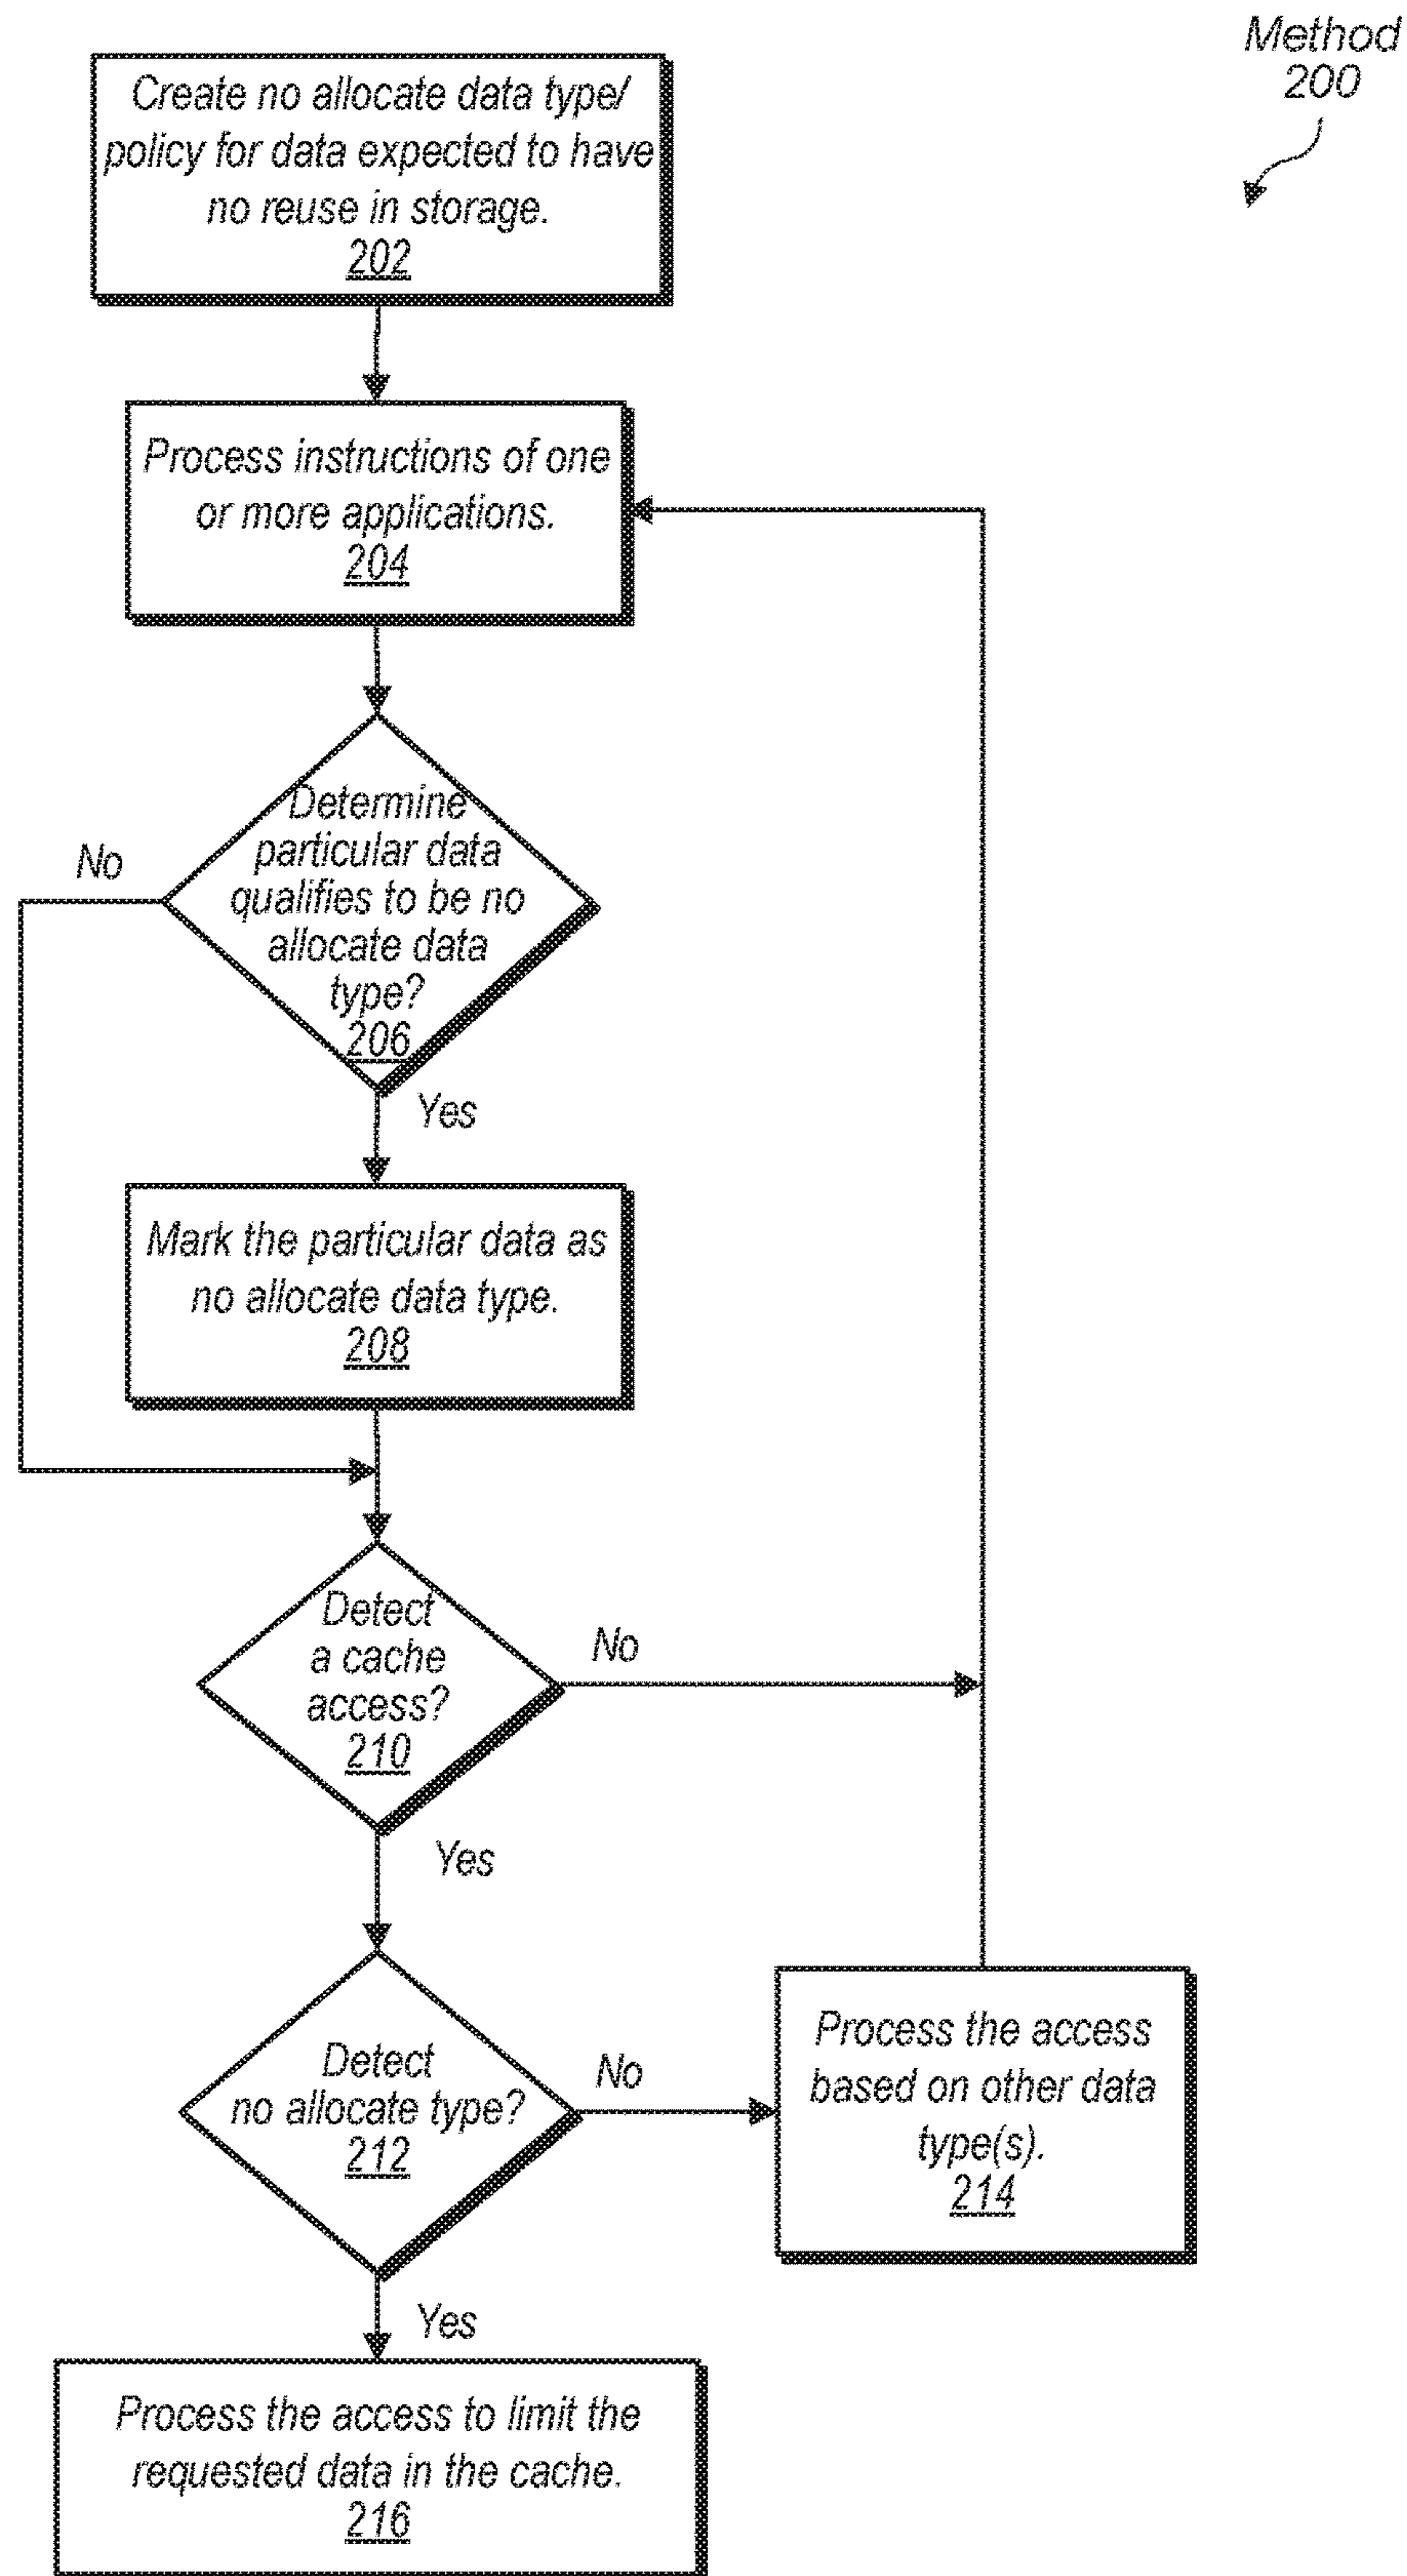 Method
200
Create no allocate data type/
policy for data expected to have
no reuse in storage.
202
Process instructions of one
or more applications.
204
Determine
particular data
qualifies to be no
allocate data
type?
206
No
Yes
Mark the particular data as
no allocate data type.
208
Detect
a cache
access?
210
No
Yes
Detect
no allocate type?
212
No
Process the access
based on other data
type(s).
214
Yes
Process the access to limit the
requested data in the cache.
216